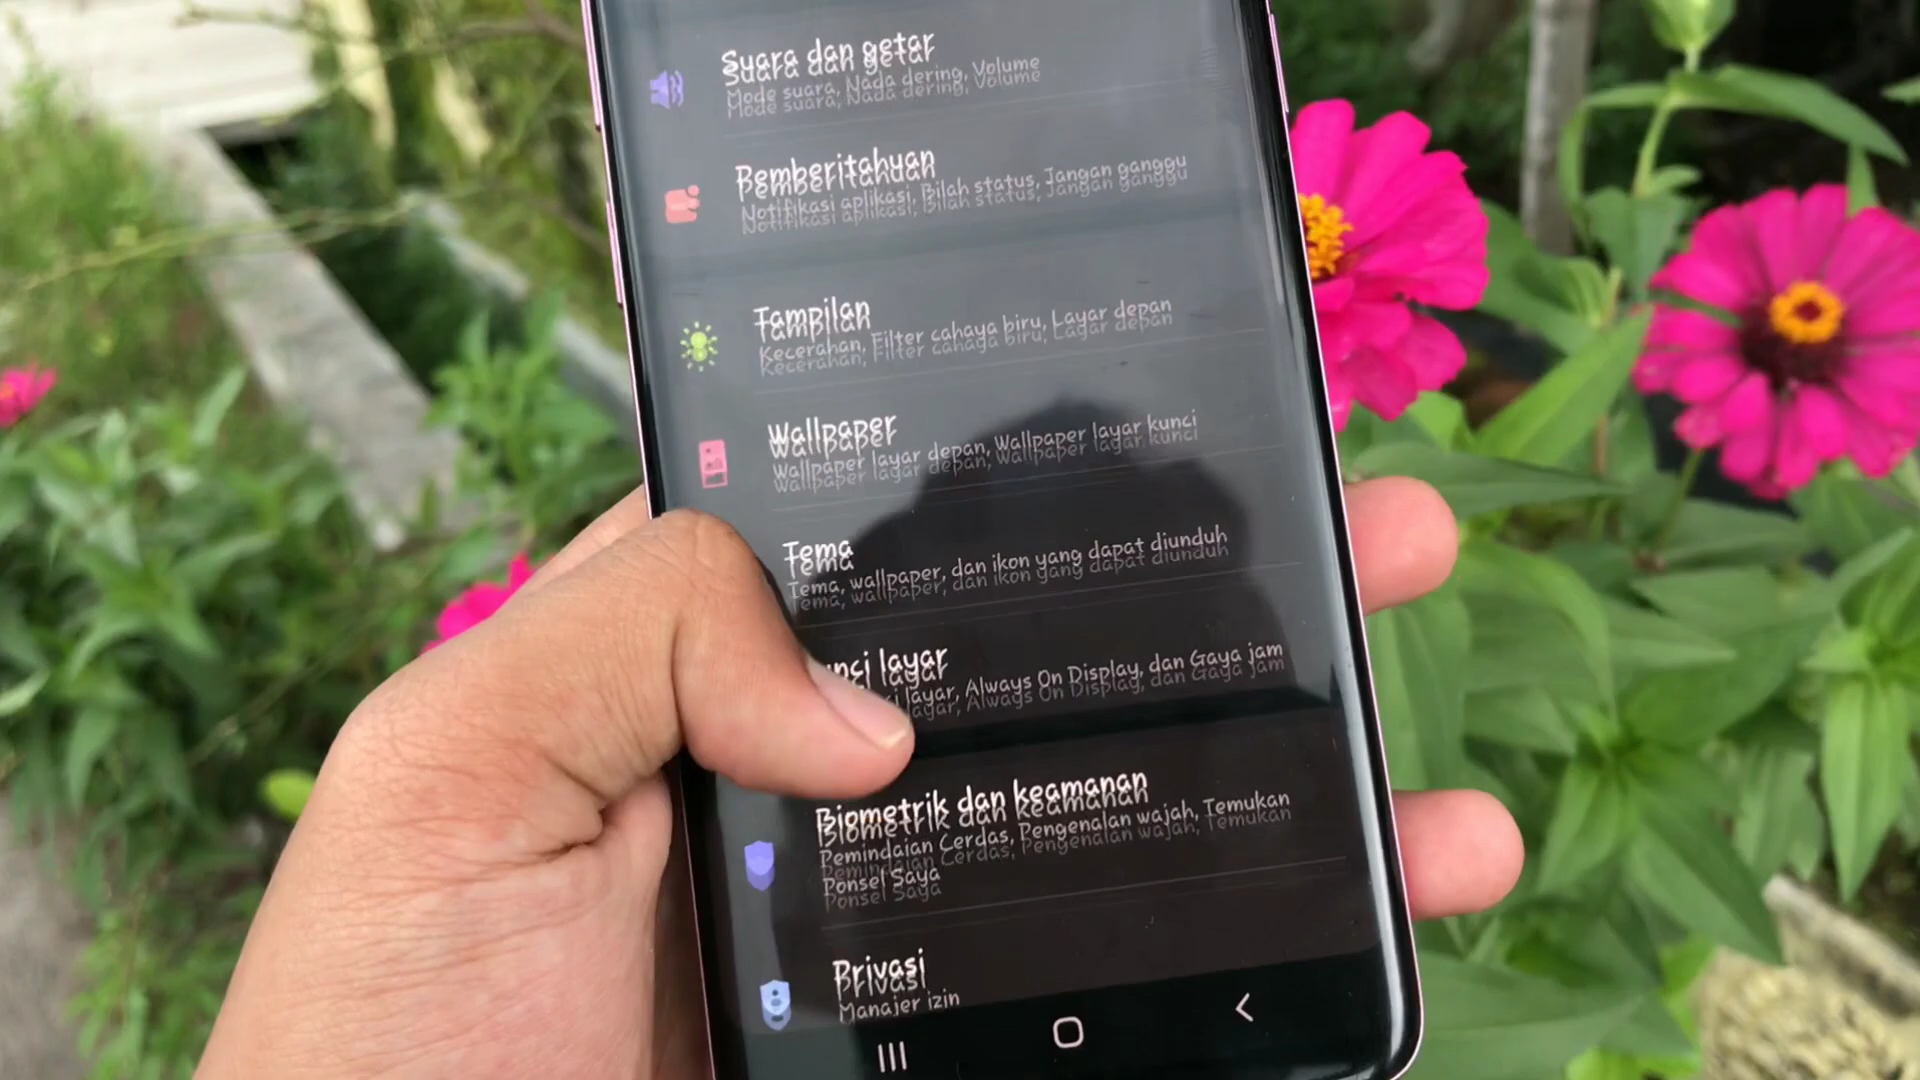 Suara dan getar
Mode suara, Nada dering, Volume
Pemberitahuan
Notifikasi aplikasi, Bilah status, Jangan ganggu
Tampilan
Kecerahan, Filter cahaya biru, Layar depan
Wallpaper
Wallpaper layar depan, Wallpaper layar kunci
Tema
Tema, wallpaper, dan ikon yang dapat diunduh
nci layar
layar, Always On Display, dan Gaya jam
Biometrik dan keamanan
Pemindaian Cerdas, Pengenalan wajah, Temukan
Ponsel Saya
Privasi
Manajer izin